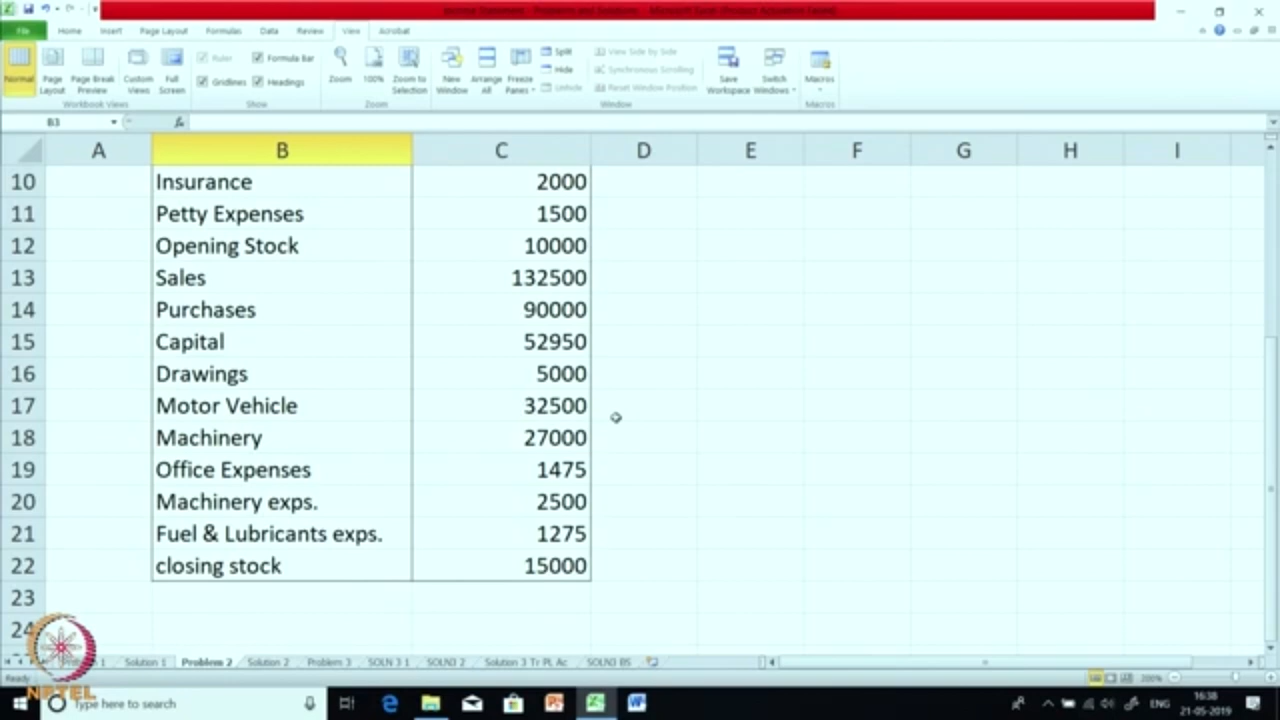 File Home Insert Page Layout Formulas Data Review View Acrobat
Normal Page Layout Page Break Preview Custom Views Full Screen
Ruler Formula Bar
Gridlines Headings
Zoom 100% Zoom to Selection
New Window Arrange All Freeze Panes
Split
Hide
Unhide
View Side by Side
Synchronous Scrolling
Reset Window Position
Save Workspace Switch Windows Macros
Workbook Views Show Zoom Window Macros
B3 fx
A B C D E F G H I
10 Insurance 2000
11 Petty Expenses 1500
12 Opening Stock 10000
13 Sales 132500
14 Purchases 90000
15 Capital 52950
16 Drawings 5000
17 Motor Vehicle 32500
18 Machinery 27000
19 Office Expenses 1475
20 Machinery exps. 2500
21 Fuel & Lubricants exps. 1275
22 closing stock 15000
23
24
1 Solution 1 Problem 2 Solution 2 Problem 3 SOLN 3 1 SOLN3 2 Solution 3 Tr PL Ac SOLN3 BS
Ready 200%
NPTEL
Type here to search ENG 16:38
21-05-2019